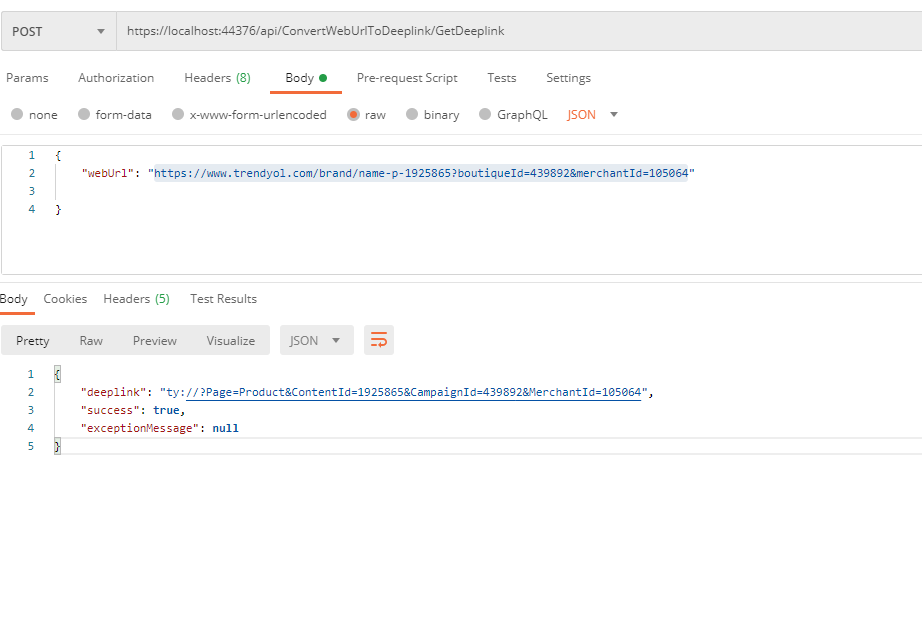 POST https://localhost:44376/api/ConvertWebUrlToDeeplink/GetDeeplink
Params Authorization Headers (8) Body Pre-request Script Tests Settings
none form-data x-www-form-urlencoded raw binary GraphQL JSON
1 {
2 "webUrl": "https://www.trendyol.com/brand/name-p-1925865?boutiqueId=439892&merchantId=105064"
3
4 }
Body Cookies Headers (5) Test Results
Pretty Raw Preview Visualize JSON
1 {
2 "deeplink": "ty://?Page=Product&ContentId=1925865&CampaignId=439892&MerchantId=105064",
3 "success": true,
4 "exceptionMessage": null
5 }